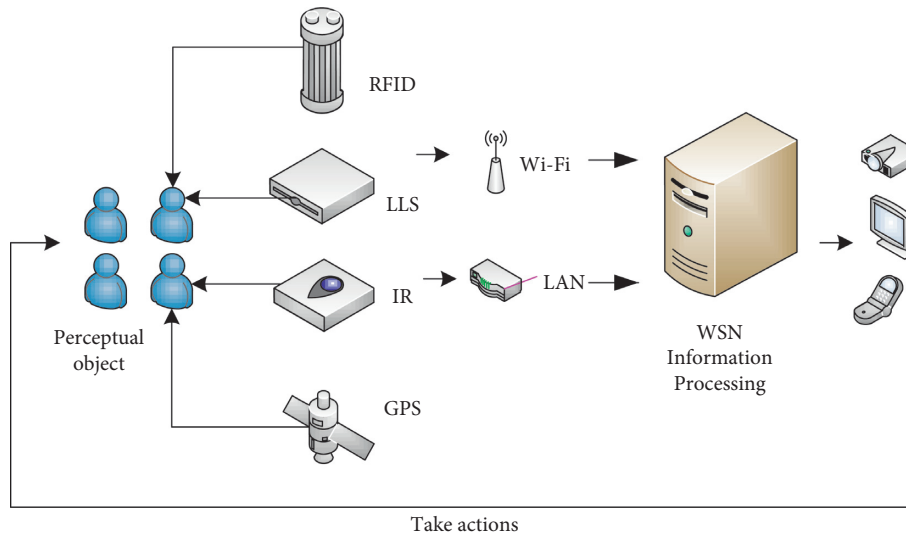 RFID
Wi-Fi
LLS
LAN
IR
Perceptual
object
WSN
Information
Processing
GPS
Take actions